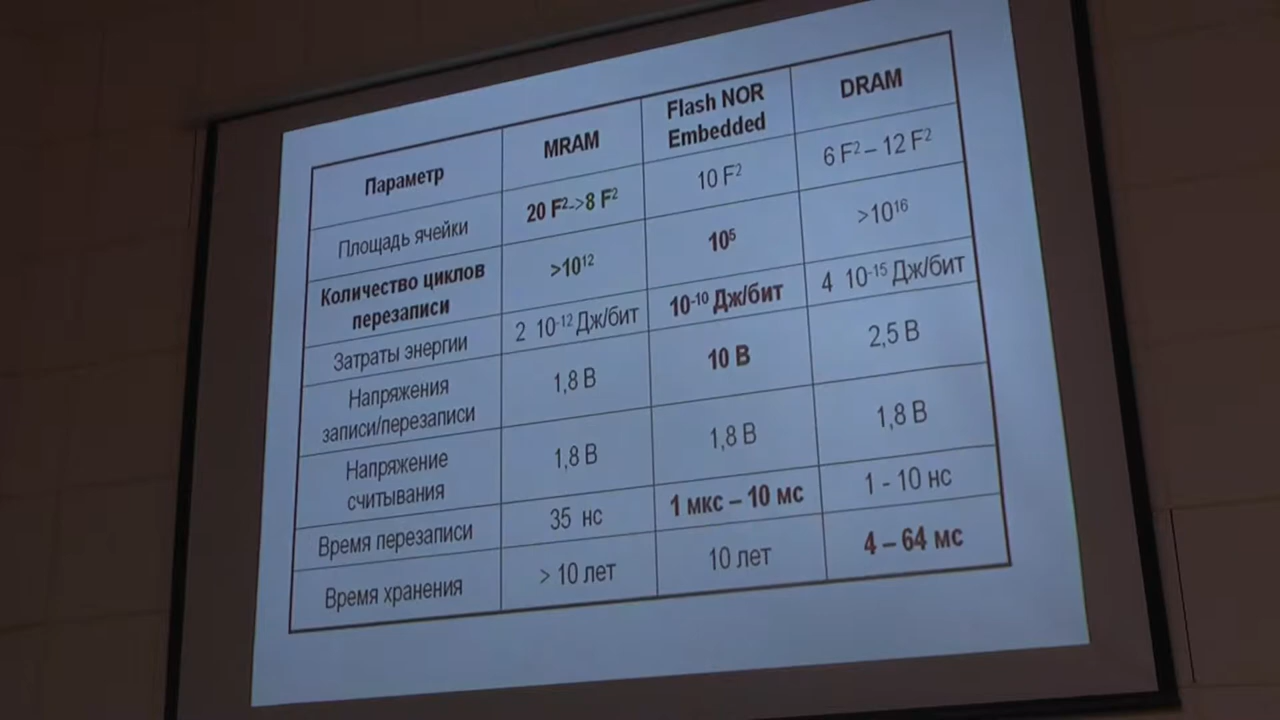 Параметр
MRAM
Flash NOR
Embedded
DRAM
Площадь ячейки
20 F²->8 F²
10 F²
6 F² – 12 F²
Количество циклов
перезаписи
>10¹²
10⁵
>10¹⁶
Затраты энергии
2 10⁻¹² Дж/бит
10⁻¹⁰ Дж/бит
4 10⁻¹⁵ Дж/бит
Напряжения
записи/перезаписи
1,8 В
10 В
2,5 В
Напряжение
считывания
1,8 В
1,8 В
1,8 В
Время перезаписи
35 нс
1 мкс – 10 мс
1 - 10 нс
Время хранения
> 10 лет
10 лет
4 – 64 мс